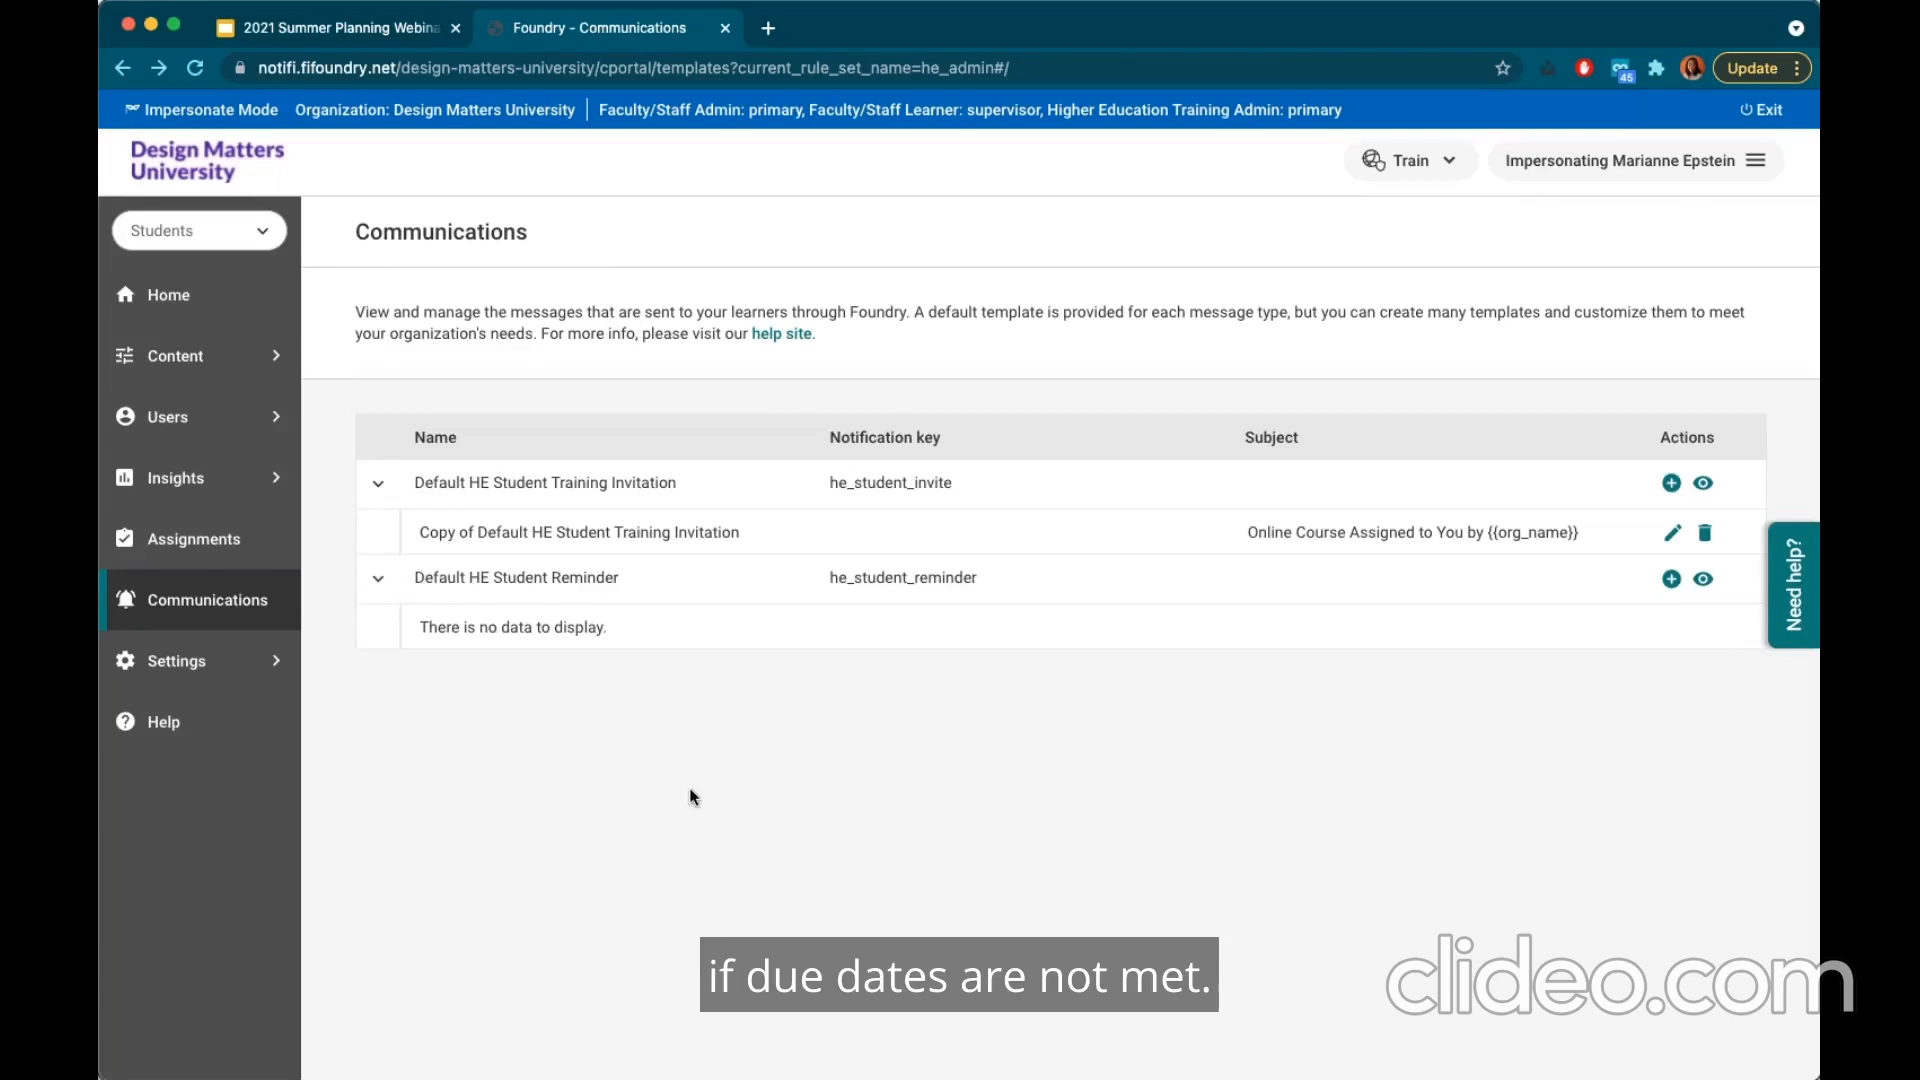 2021 Summer Planning Webina
Foundry - Communications
notifi.fifoundry.net/design-matters-university/cportal/templates?current_rule_set_name=he_admin#/
45
Update
Impersonate Mode
Organization: Design Matters University
Faculty/Staff Admin: primary, Faculty/Staff Learner: supervisor, Higher Education Training Admin: primary
Exit
Design Matters
University
Train
Impersonating Marianne Epstein
Students
Home
Content
Users
Insights
Assignments
Communications
Settings
Help
Communications
View and manage the messages that are sent to your learners through Foundry. A default template is provided for each message type, but you can create many templates and customize them to meet
your organization's needs. For more info, please visit our help site.
Name Notification key Subject Actions
Default HE Student Training Invitation he_student_invite
Copy of Default HE Student Training Invitation Online Course Assigned to You by {{org_name}}
Default HE Student Reminder he_student_reminder
There is no data to display.
Need help?
if due dates are not met.
clideo.com